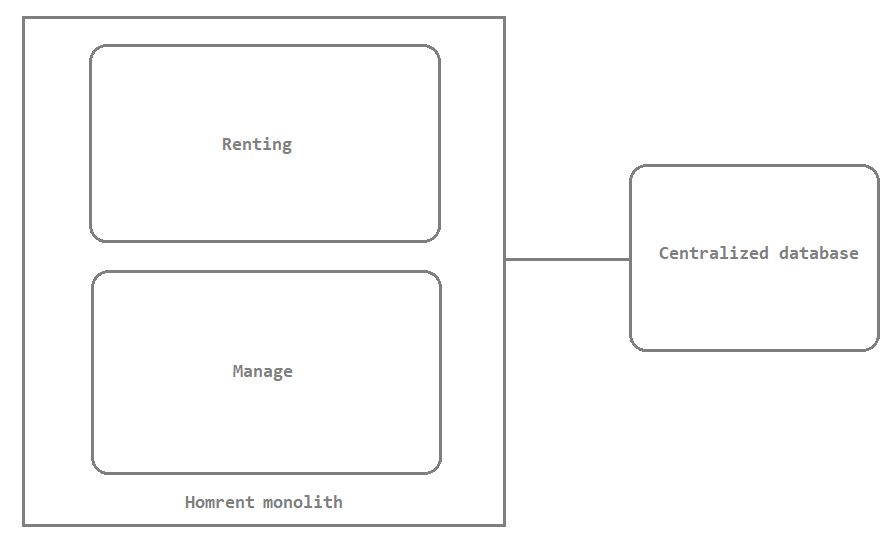 Renting
Centralized database
Manage
Homrent monolith